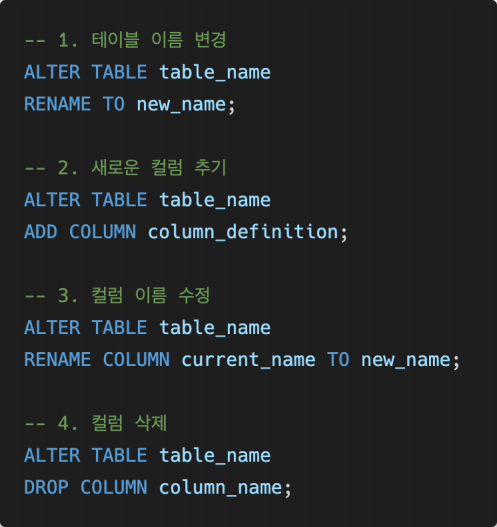 -- 1. 테이블 이름 변경
ALTER TABLE table_name
RENAME TO new_name;
-- 2. 새로운 컬럼 추기
ALTER TABLE table_name
ADD COLUMN column_definition;
-- 3. 컬럼 이름 수정
ALTER TABLE table_name
RENAME COLUMN current_name TO new_name;
-- 4. 컬럼 삭제
ALTER TABLE table_name
DROP COLUMN column_name;